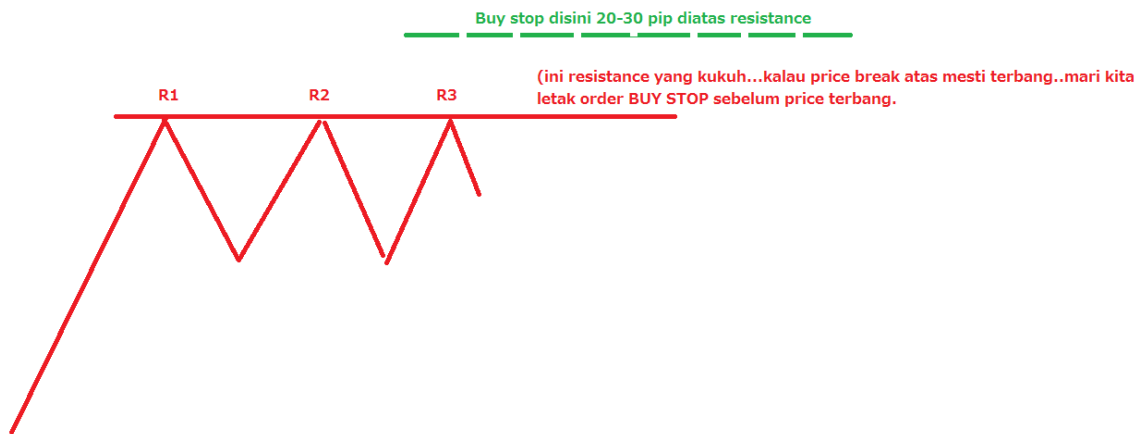 Buy stop disini 20-30 pip diatas resistance
(ini resistance yang kukuh...kalau price break atas mesti terbang..mari kita
letak order BUY STOP sebelum price terbang.
R1 R2 R3